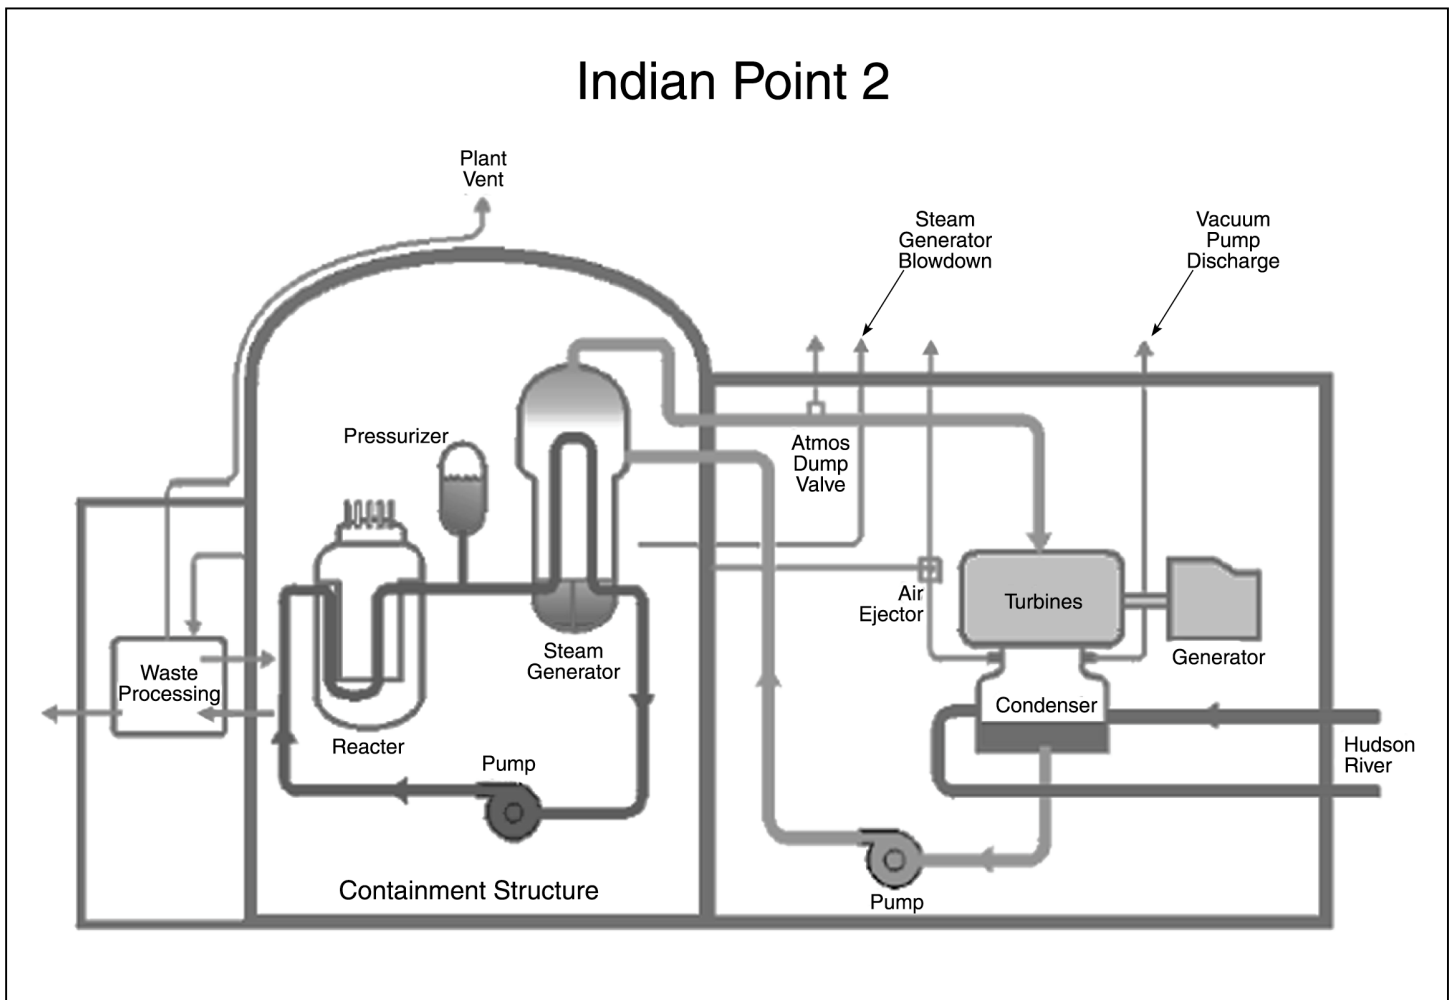 Indian Point 2
Plant
Vent
Steam
Generator
Blowdown
Vacuum
Pump
Discharge
Pressurizer
Atmos
Dump
Valve
Air
Ejector
Turbines
Generator
Steam
Generator
Waste
Processing
Condenser
Reacter
Hudson
River
Pump
Containment Structure
Pump